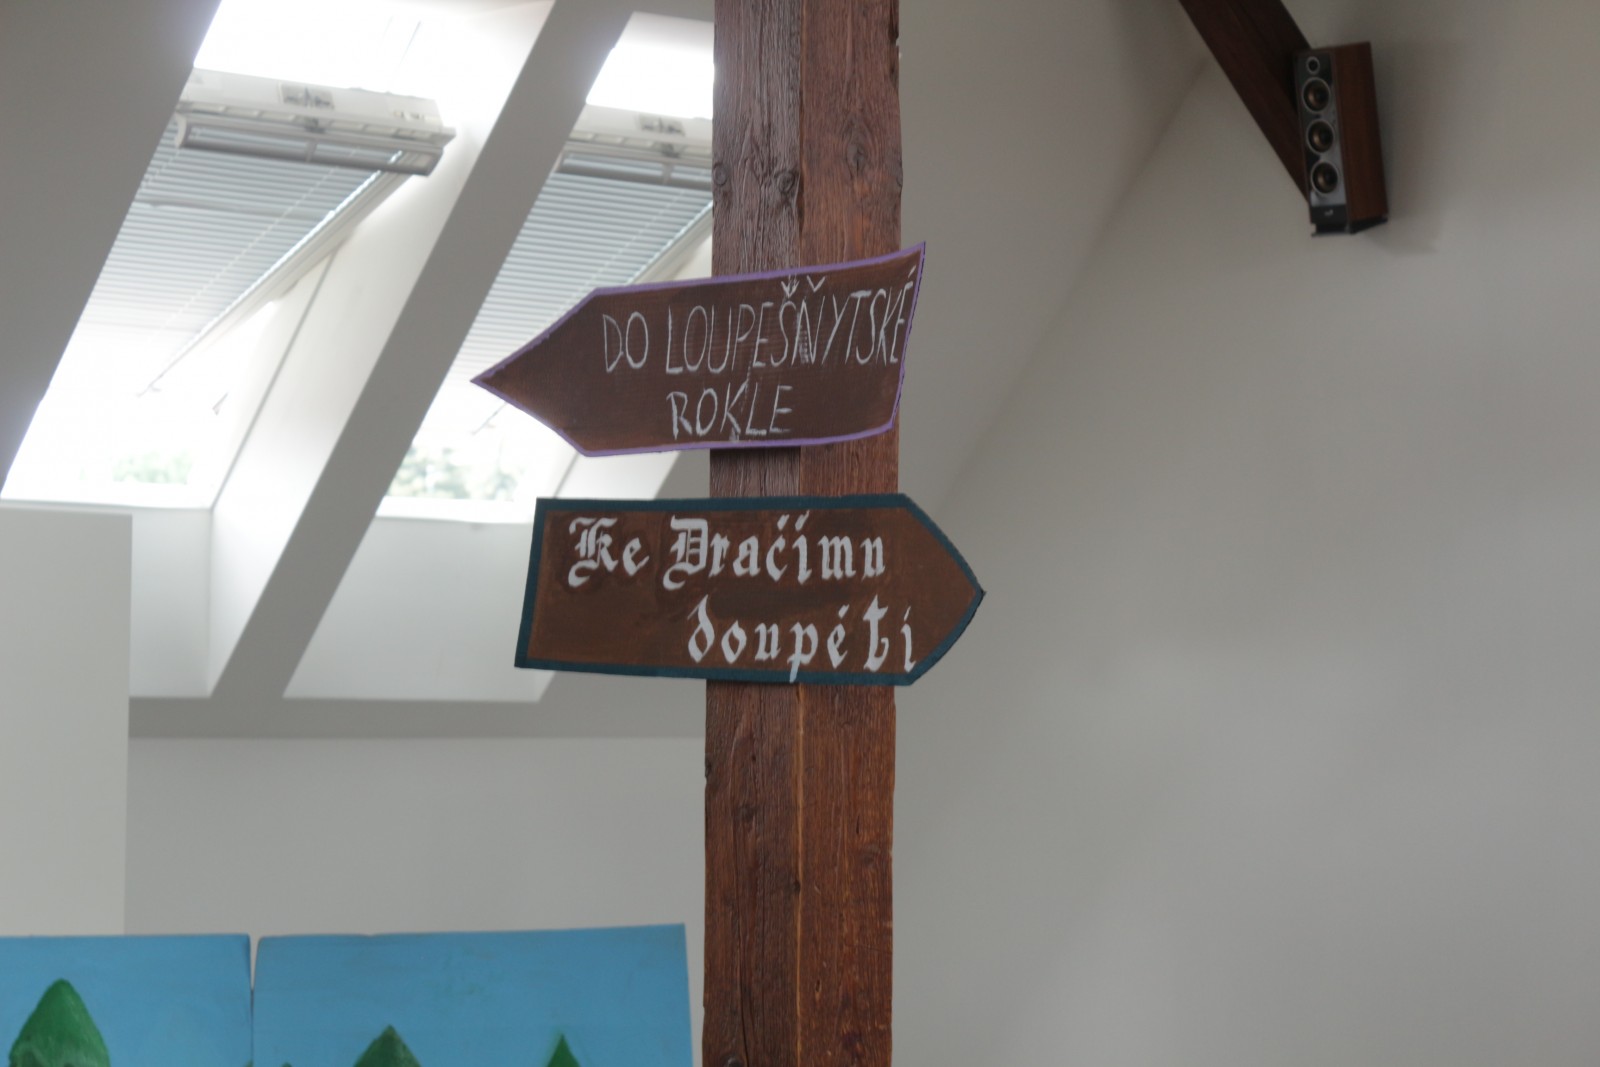 DO LOUPEŠŇYTSKÉ
ROKLE
Ke Dračímu
doupěti